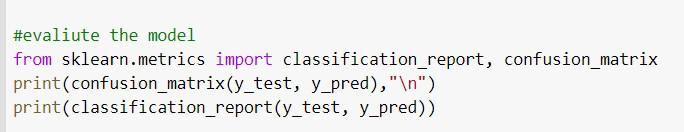 #evaliute the model
from sklearn.metrics import classification_report, confusion_matrix
print(confusion_matrix(y_test, y_pred),"\n")
print(classification_report(y_test, y_pred))